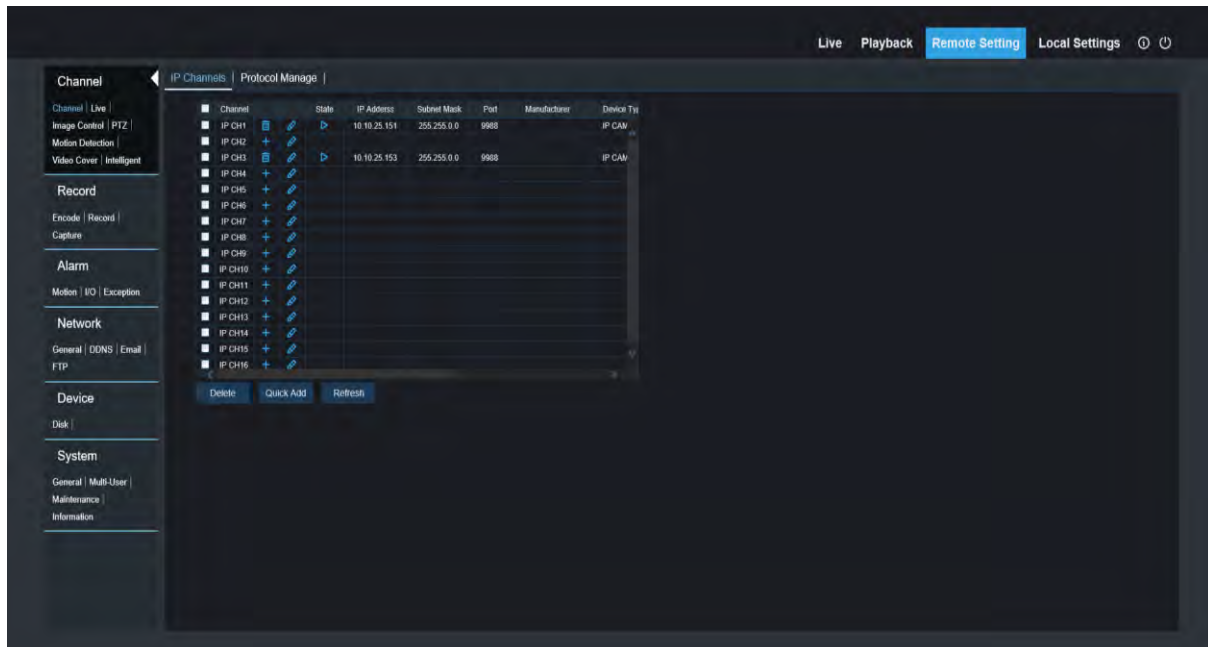 Live Playback Remote Setting Local Settings
Channel
Channel | Live |
Image Control | PTZ |
Motion Detection |
Video Cover | Intelligent
Record
Encode | Record |
Capture
Alarm
Motion | I/O | Exception
Network
General | DDNS | Email |
FTP
Device
Disk |
System
General | Multi-User |
Maintenance |
Information
IP Channels | Protocol Manage |
Channel State IP Adderss Subnet Mask Port Manufacturer Device Ty
IP CH1 10.10.25.151 255.255.0.0 9988 IP CAM
IP CH2
IP CH3 10.10.25.153 255.255.0.0 9988 IP CAM
IP CH4
IP CH5
IP CH6
IP CH7
IP CH8
IP CH9
IP CH10
IP CH11
IP CH12
IP CH13
IP CH14
IP CH15
IP CH16
Delete Quick Add Refresh